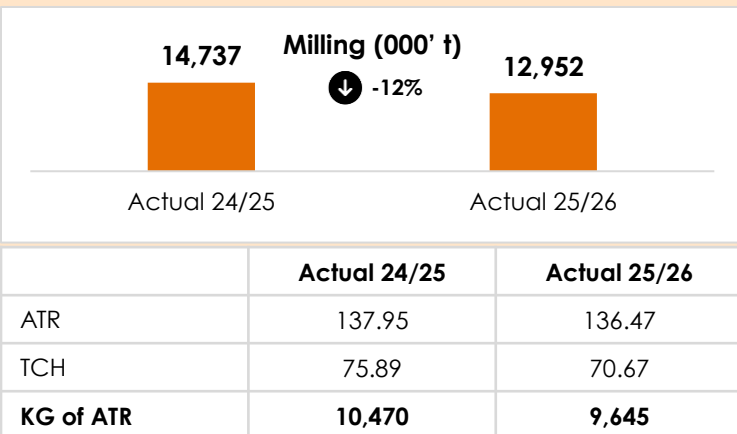 Milling (000' t)
14,737
12,952
-12%
Actual 24/25 Actual 25/26
Actual 24/25 Actual 25/26
ATR 137.95 136.47
TCH 75.89 70.67
KG of ATR 10,470 9,645